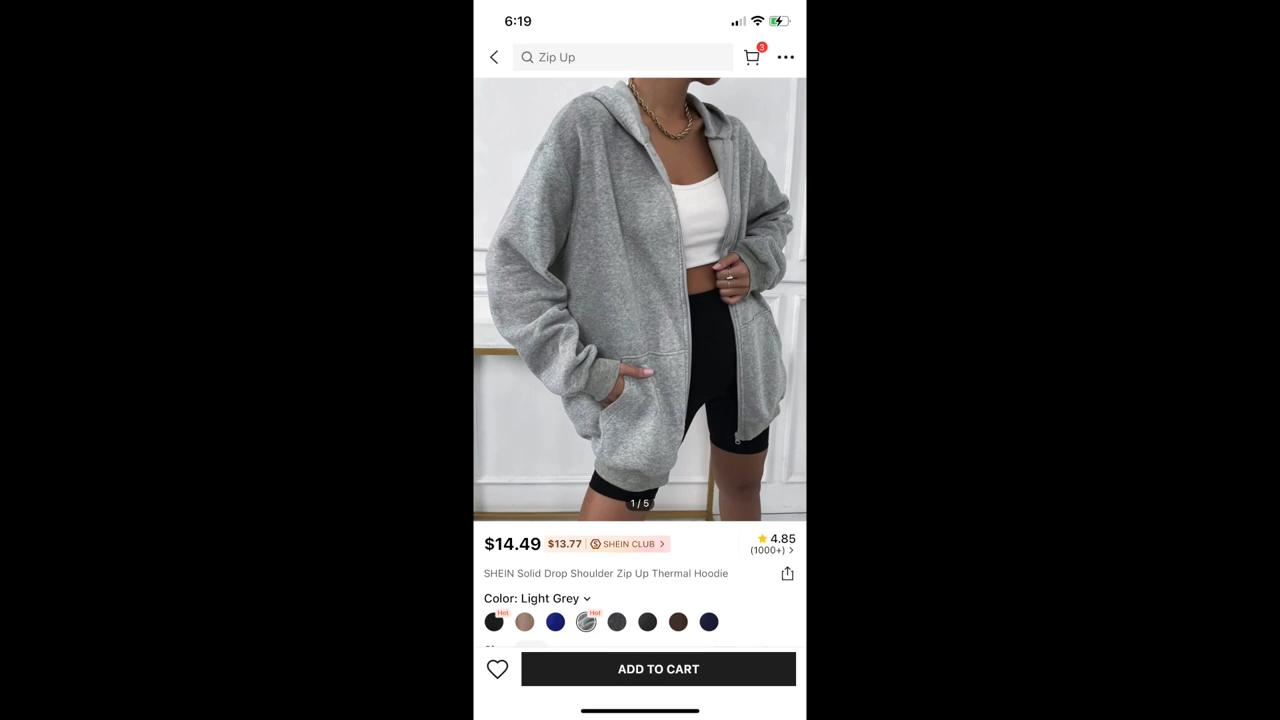 6:19
Zip Up
3
1 / 5
$14.49 $13.77 SHEIN CLUB >
4.85
(1000+) >
SHEIN Solid Drop Shoulder Zip Up Thermal Hoodie
Color: Light Grey
Hot
Hot
ADD TO CART